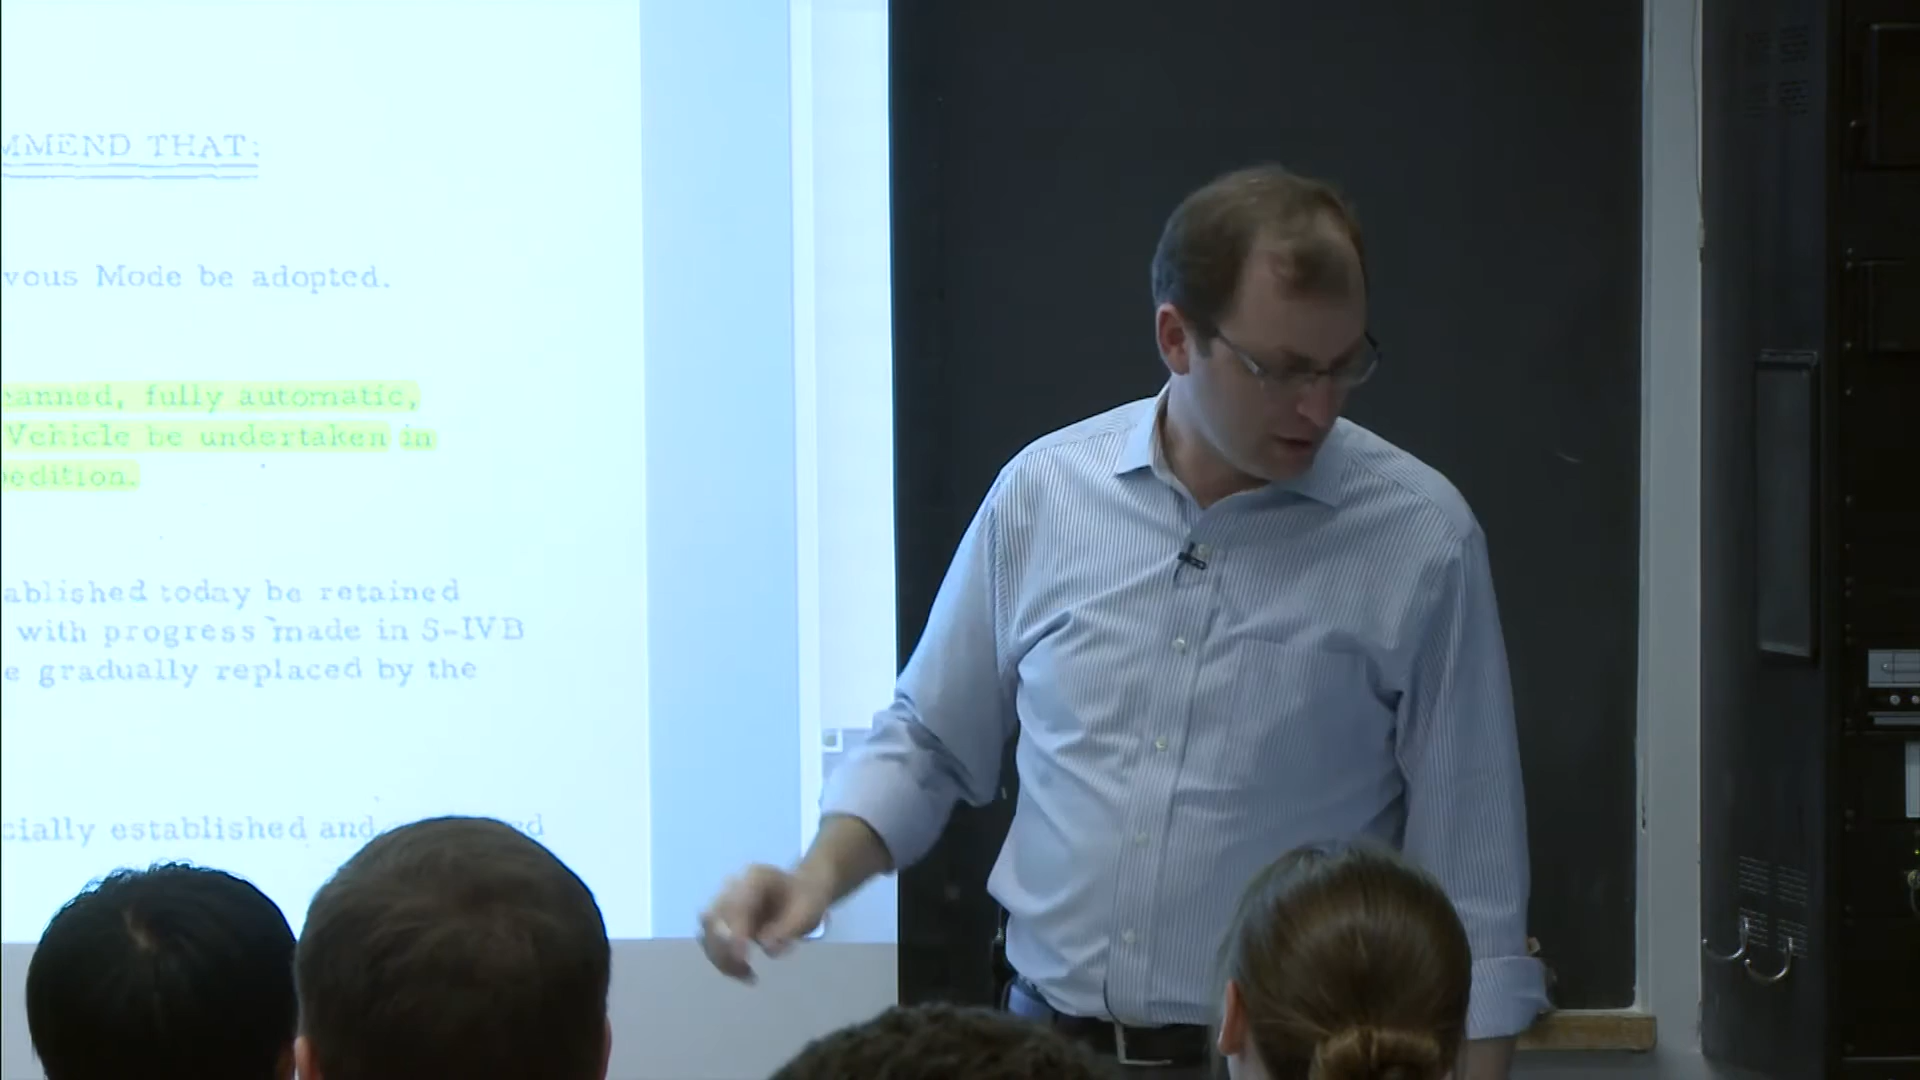 MMEND THAT:
vous Mode be adopted.
anned, fully automatic,
Vehicle be undertaken in
pedition.
ablished today be retained
with progress made in S-IVB
e gradually replaced by the
cially established and